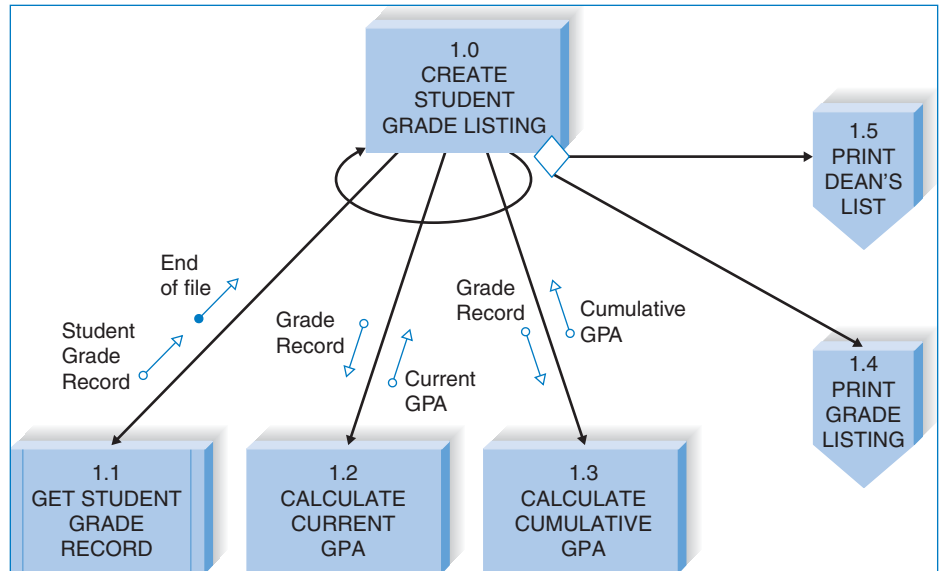 1.0
CREATE
STUDENT
GRADE LISTING
1.5
PRINT
DEAN'S
LIST
End
of file
Student
Grade
Record
Grade
Record
Current
GPA
Grade
Record
Cumulative
GPA
1.4
PRINT
GRADE
LISTING
1.1
GET STUDENT
GRADE
RECORD
1.2
CALCULATE
CURRENT
GPA
1.3
CALCULATE
CUMULATIVE
GPA